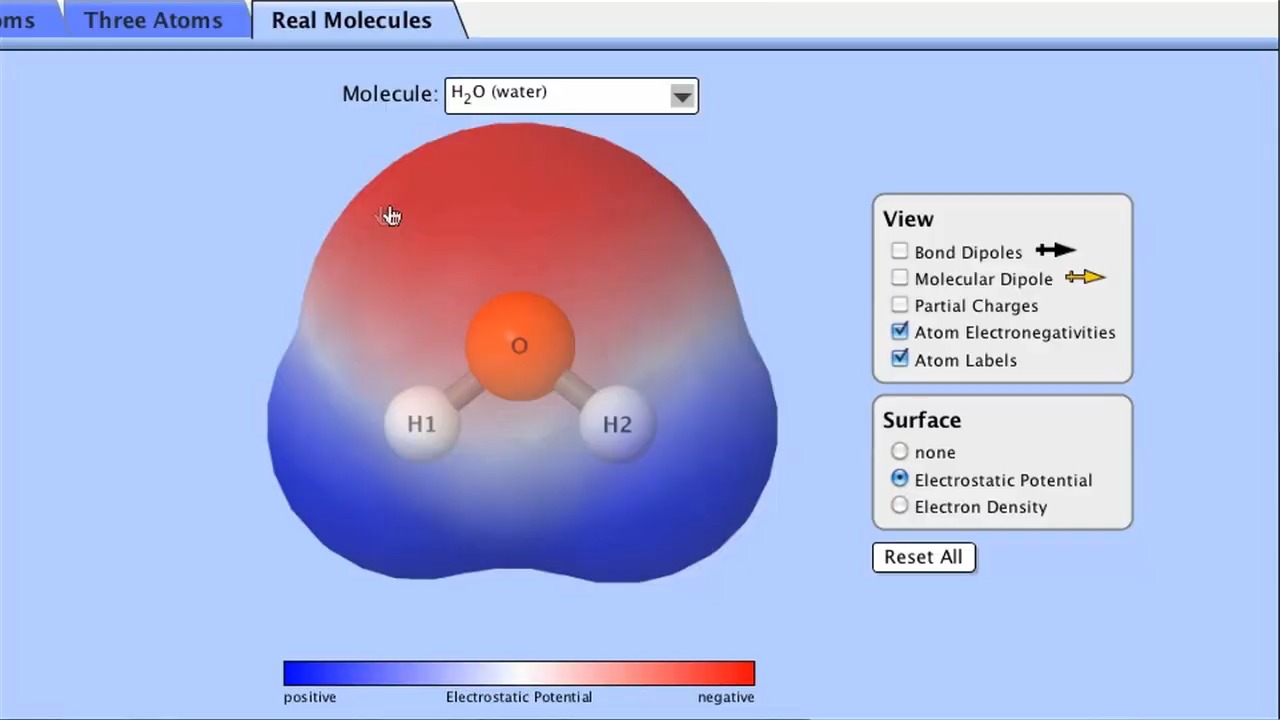 oms
Three Atoms
Real Molecules
Molecule:
H₂O (water)
O
H1
H2
View
Bond Dipoles
Molecular Dipole
Partial Charges
Atom Electronegativities
Atom Labels
Surface
none
Electrostatic Potential
Electron Density
Reset All
positive
Electrostatic Potential
negative